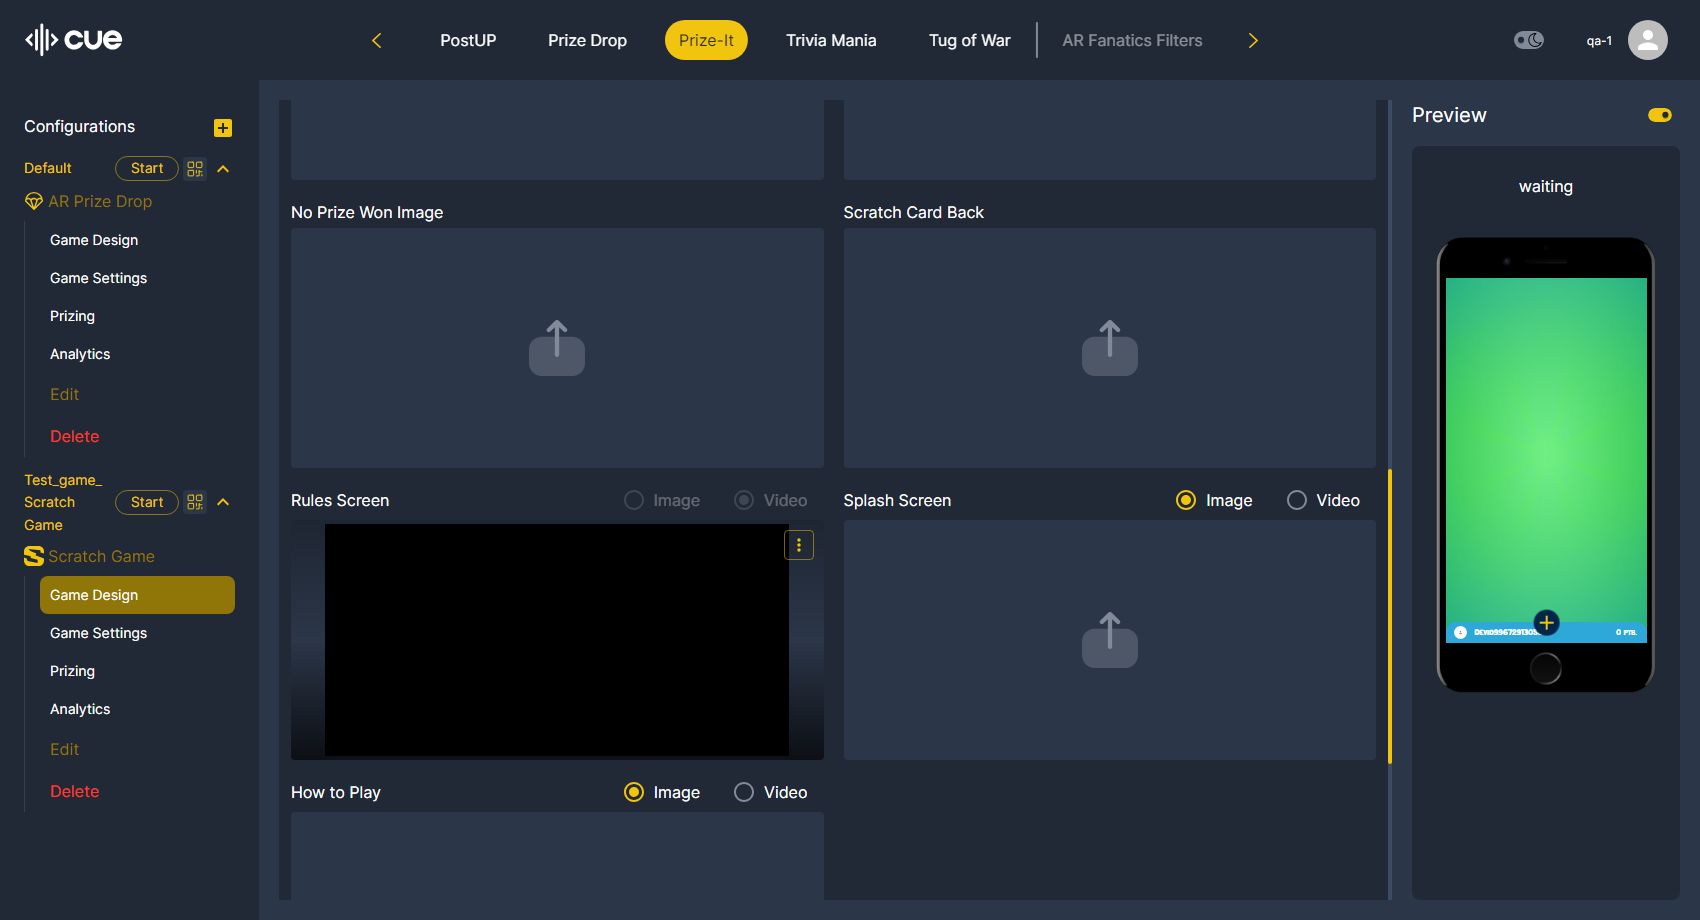 cue
PostUP
Prize Drop
Prize-It
Trivia Mania
Tug of War
AR Fanatics Filters
qa-1
Configurations
Default
Start
AR Prize Drop
Game Design
Game Settings
Prizing
Analytics
Edit
Delete
Test_game_
Scratch
Game
Start
Scratch Game
Game Design
Game Settings
Prizing
Analytics
Edit
Delete
No Prize Won Image
Scratch Card Back
Rules Screen
Image
Video
Splash Screen
Image
Video
How to Play
Image
Video
Preview
waiting
0 PTS.